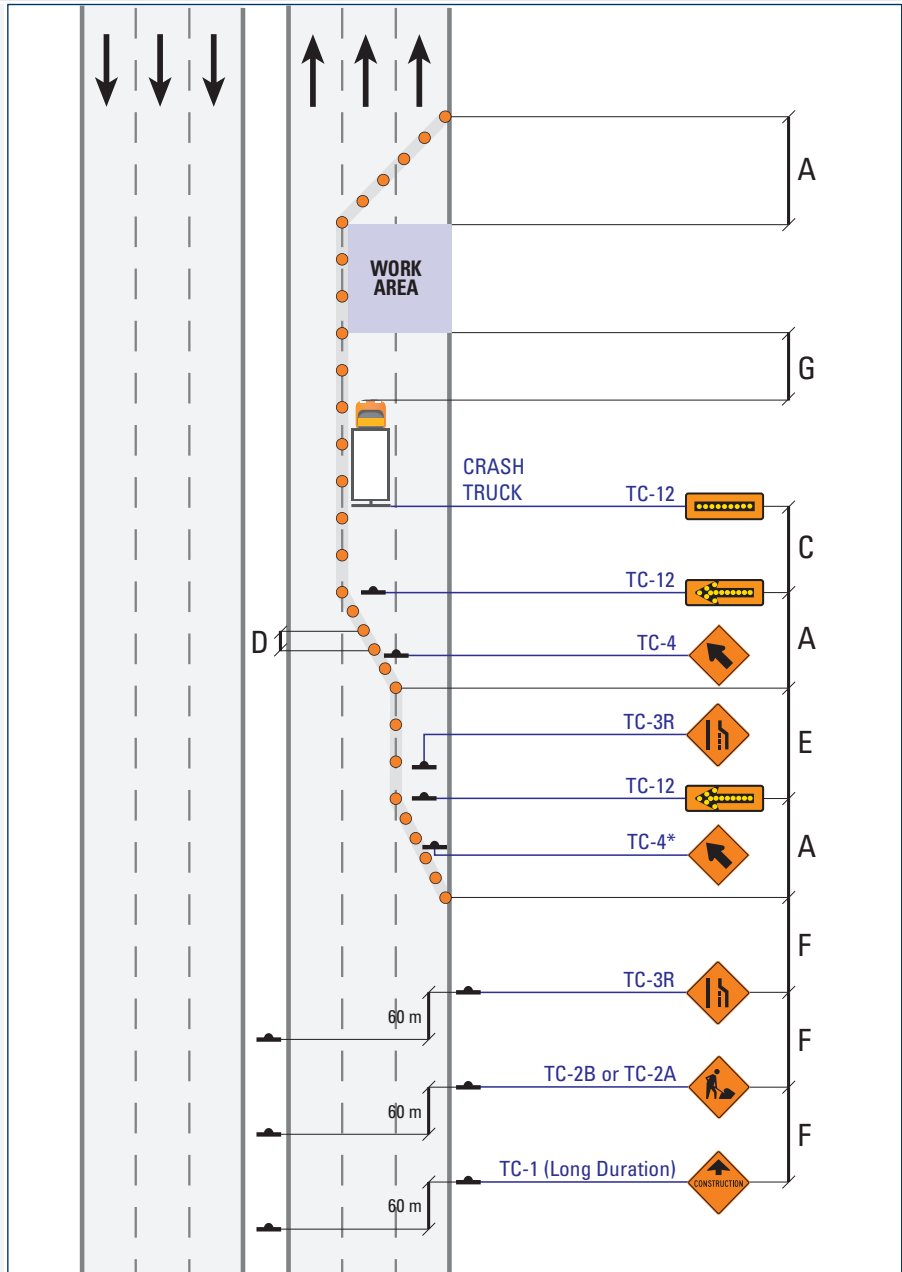 A
WORK
AREA
G
CRASH
TRUCK
TC-12
C
TC-12
D
TC-4
A
TC-3R
E
TC-12
TC-4*
A
F
TC-3R
60 m
F
TC-2B or TC-2A
60 m
F
TC-1 (Long Duration)
CONSTRUCTION
60 m